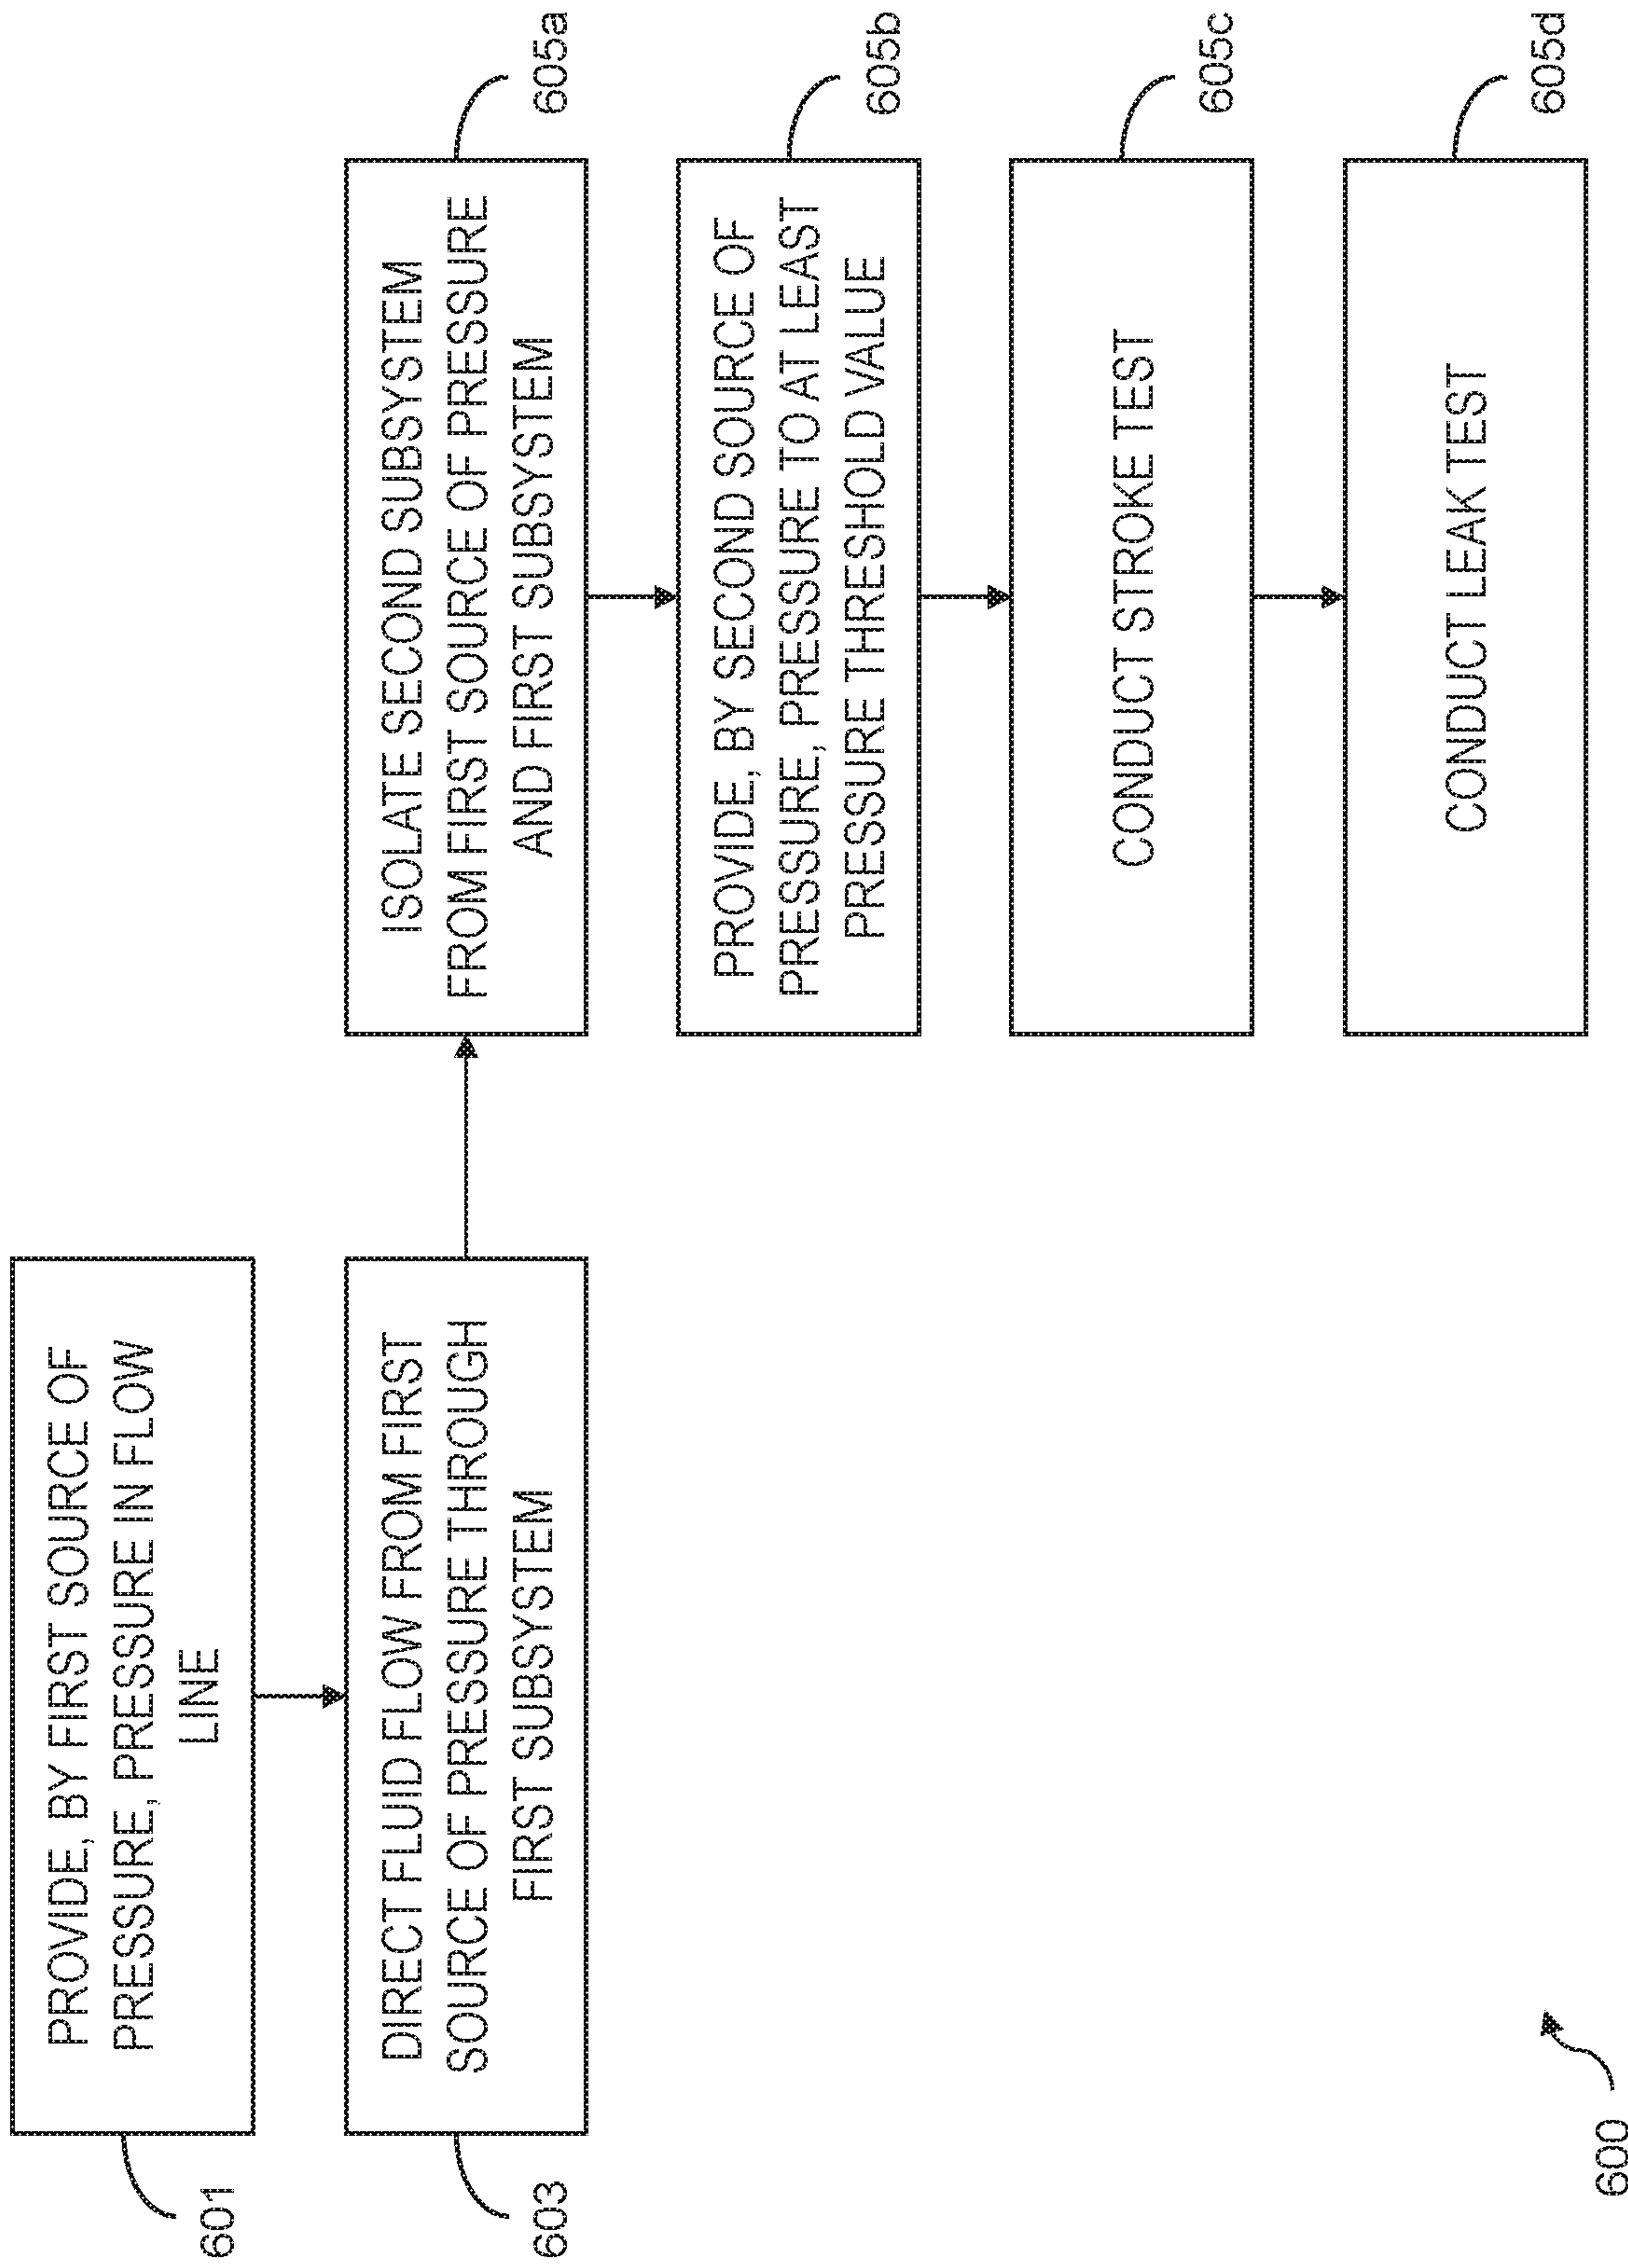 PROVIDE, BY FIRST SOURCE OF
PRESSURE, PRESSURE IN FLOW
LINE
601
DIRECT FLUID FLOW FROM FIRST
SOURCE OF PRESSURE THROUGH
FIRST SUBSYSTEM
603
ISOLATE SECOND SUBSYSTEM
FROM FIRST SOURCE OF PRESSURE
AND FIRST SUBSYSTEM
605a
PROVIDE, BY SECOND SOURCE OF
PRESSURE, PRESSURE TO AT LEAST
PRESSURE THRESHOLD VALUE
605b
CONDUCT STROKE TEST
605c
CONDUCT LEAK TEST
605d
600